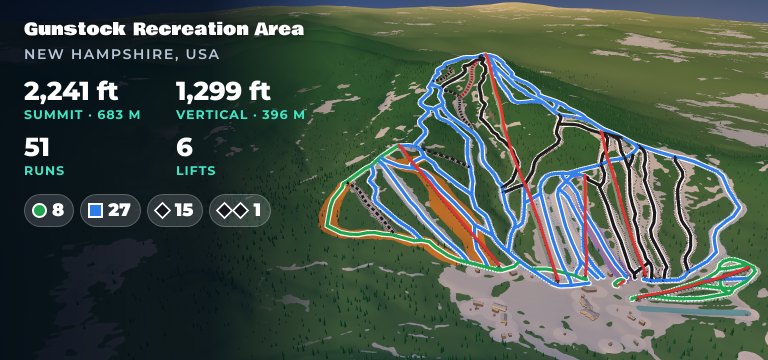 Gunstock Recreation Area
NEW HAMPSHIRE, USA
2,241 ft 1,299 ft
SUMMIT · 683 M VERTICAL · 396 M
51 6
RUNS LIFTS
8 27 15 1